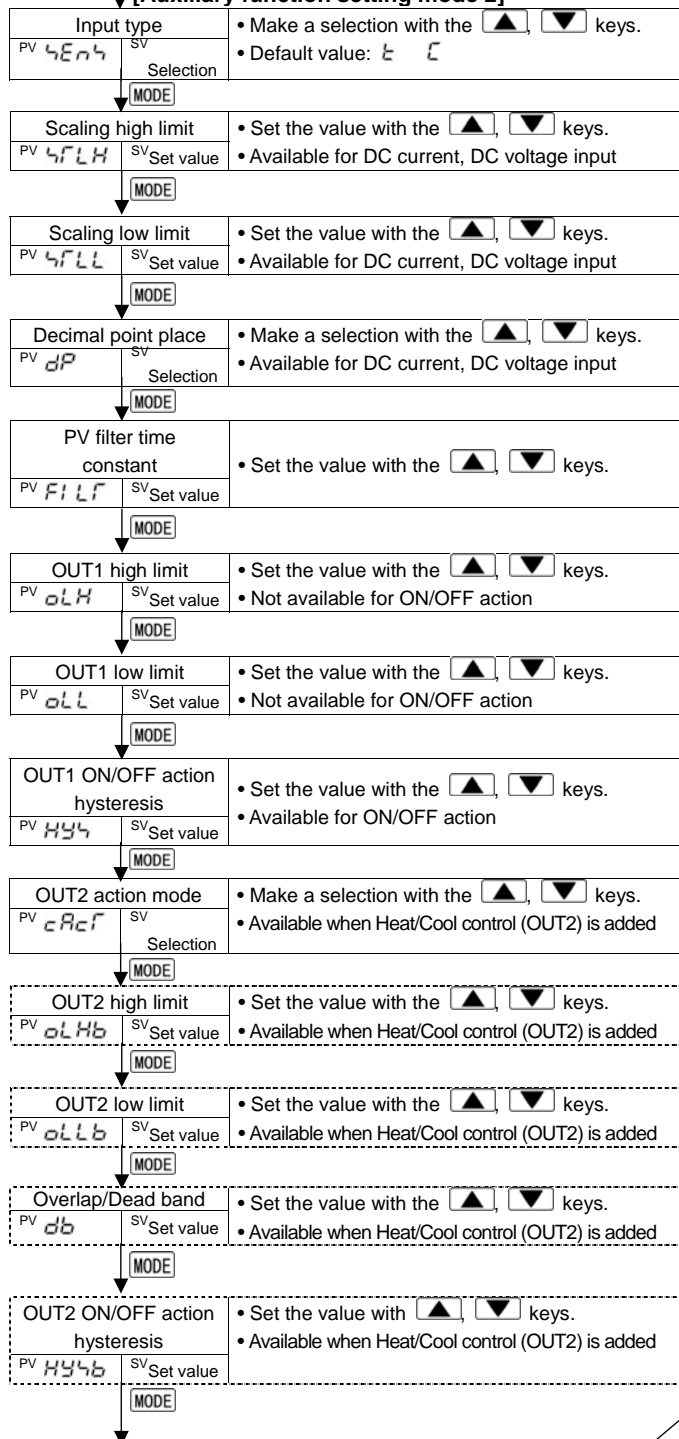 [Auxiliary function setting mode 2]
Input type
PV SEnS SV Selection
• Make a selection with the ▲, ▼ keys.
• Default value: E C
MODE
Scaling high limit
PV SFLH SV Set value
• Set the value with the ▲, ▼ keys.
• Available for DC current, DC voltage input
MODE
Scaling low limit
PV SFLL SV Set value
• Set the value with the ▲, ▼ keys.
• Available for DC current, DC voltage input
MODE
Decimal point place
PV dP SV Selection
• Make a selection with the ▲, ▼ keys.
• Available for DC current, DC voltage input
MODE
PV filter time
constant
PV FILT SV Set value
• Set the value with the ▲, ▼ keys.
MODE
OUT1 high limit
PV oLH SV Set value
• Set the value with the ▲, ▼ keys.
• Not available for ON/OFF action
MODE
OUT1 low limit
PV oLL SV Set value
• Set the value with the ▲, ▼ keys.
• Not available for ON/OFF action
MODE
OUT1 ON/OFF action
hysteresis
PV HYS SV Set value
• Set the value with the ▲, ▼ keys.
• Available for ON/OFF action
MODE
OUT2 action mode
PV cAcT SV Selection
• Make a selection with the ▲, ▼ keys.
• Available when Heat/Cool control (OUT2) is added
MODE
OUT2 high limit
PV oLHb SV Set value
• Set the value with the ▲, ▼ keys.
• Available when Heat/Cool control (OUT2) is added
MODE
OUT2 low limit
PV oLLb SV Set value
• Set the value with the ▲, ▼ keys.
• Available when Heat/Cool control (OUT2) is added
MODE
Overlap/Dead band
PV db SV Set value
• Set the value with the ▲, ▼ keys.
• Available when Heat/Cool control (OUT2) is added
MODE
OUT2 ON/OFF action
hysteresis
PV HYSb SV Set value
• Set the value with ▲, ▼ keys.
• Available when Heat/Cool control (OUT2) is added
MODE